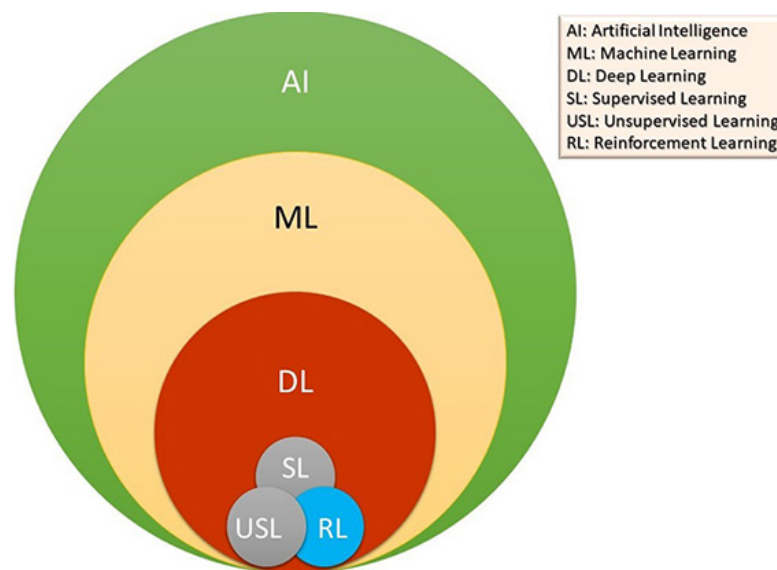 AI
ML
DL
SL
USL
RL
AI: Artificial Intelligence
ML: Machine Learning
DL: Deep Learning
SL: Supervised Learning
USL: Unsupervised Learning
RL: Reinforcement Learning